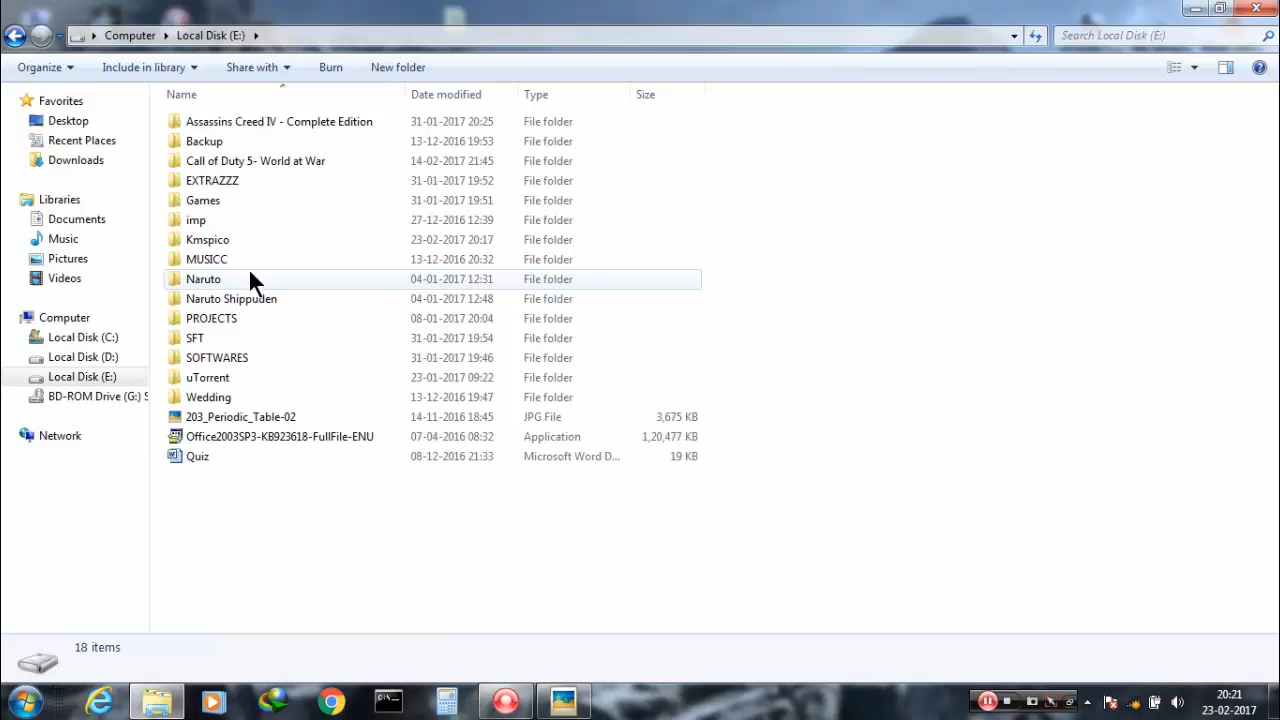 Computer Local Disk (E:) Search Local Disk (E:)
Organize Include in library Share with Burn New folder
Name Date modified Type Size
Favorites
Desktop
Recent Places
Downloads
Libraries
Documents
Music
Pictures
Videos
Computer
Local Disk (C:)
Local Disk (D:)
Local Disk (E:)
BD-ROM Drive (G:) S
Network
Assassins Creed IV - Complete Edition 31-01-2017 20:25 File folder
Backup 13-12-2016 19:53 File folder
Call of Duty 5- World at War 14-02-2017 21:45 File folder
EXTRAZZZ 31-01-2017 19:52 File folder
Games 31-01-2017 19:51 File folder
imp 27-12-2016 12:39 File folder
Kmspico 23-02-2017 20:17 File folder
MUSICC 13-12-2016 20:32 File folder
Naruto 04-01-2017 12:31 File folder
Naruto Shippuden 04-01-2017 12:48 File folder
PROJECTS 08-01-2017 20:04 File folder
SFT 31-01-2017 19:54 File folder
SOFTWARES 31-01-2017 19:46 File folder
uTorrent 23-01-2017 09:22 File folder
Wedding 13-12-2016 19:47 File folder
203_Periodic_Table-02 14-11-2016 18:45 JPG File 3,675 KB
Office2003SP3-KB923618-FullFile-ENU 07-04-2016 08:32 Application 1,20,477 KB
Quiz 08-12-2016 21:33 Microsoft Word D... 19 KB
18 items
20:21
23-02-2017